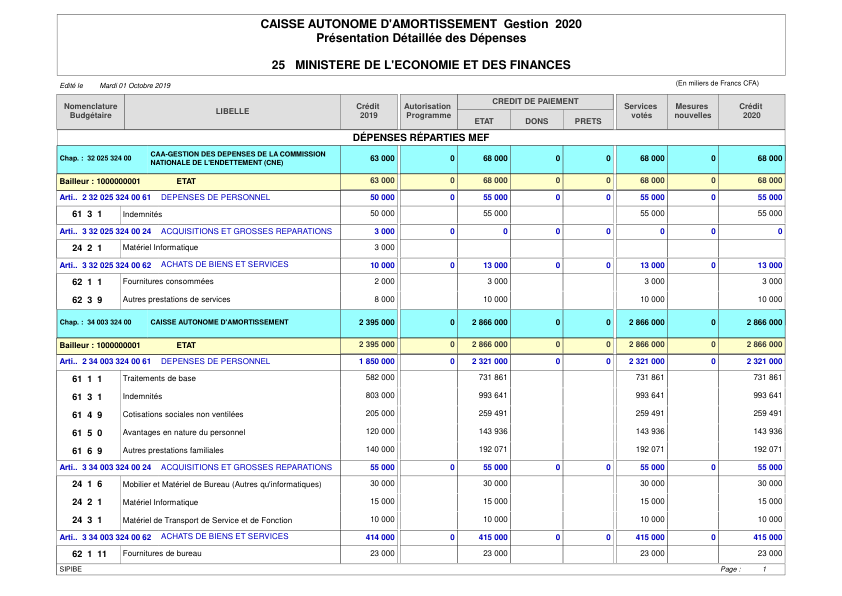 CAISSE AUTONOME D'AMORTISSEMENT Gestion 2020
Présentation Détaillée des Dépenses
25 MINISTERE DE L'ECONOMIE ET DES FINANCES
Edité le Mardi 01 Octobre 2019 (En miliers de Francs CFA)
Nomenclature Budgétaire LIBELLE Crédit 2019 Autorisation Programme CREDIT DE PAIEMENT ETAT DONS PRETS Services votés Mesures nouvelles Crédit 2020
DÉPENSES RÉPARTIES MEF
Chap. : 32 025 324 00 CAA-GESTION DES DEPENSES DE LA COMMISSION NATIONALE DE L'ENDETTEMENT (CNE) 63 000 0 68 000 0 0 68 000 0 68 000
Bailleur : 1000000001 ETAT 63 000 0 68 000 0 0 68 000 0 68 000
Arti.. 2 32 025 324 00 61 DEPENSES DE PERSONNEL 50 000 0 55 000 0 0 55 000 0 55 000
61 3 1 Indemnités 50 000 55 000 55 000 55 000
Arti.. 3 32 025 324 00 24 ACQUISITIONS ET GROSSES REPARATIONS 3 000 0 0 0 0 0 0 0
24 2 1 Matériel Informatique 3 000
Arti.. 3 32 025 324 00 62 ACHATS DE BIENS ET SERVICES 10 000 0 13 000 0 0 13 000 0 13 000
62 1 1 Fournitures consommées 2 000 3 000 3 000 3 000
62 3 9 Autres prestations de services 8 000 10 000 10 000 10 000
Chap. : 34 003 324 00 CAISSE AUTONOME D'AMORTISSEMENT 2 395 000 0 2 866 000 0 0 2 866 000 0 2 866 000
Bailleur : 1000000001 ETAT 2 395 000 0 2 866 000 0 0 2 866 000 0 2 866 000
Arti.. 2 34 003 324 00 61 DEPENSES DE PERSONNEL 1 850 000 0 2 321 000 0 0 2 321 000 0 2 321 000
61 1 1 Traitements de base 582 000 731 861 731 861 731 861
61 3 1 Indemnités 803 000 993 641 993 641 993 641
61 4 9 Cotisations sociales non ventilées 205 000 259 491 259 491 259 491
61 5 0 Avantages en nature du personnel 120 000 143 936 143 936 143 936
61 6 9 Autres prestations familiales 140 000 192 071 192 071 192 071
Arti.. 3 34 003 324 00 24 ACQUISITIONS ET GROSSES REPARATIONS 55 000 0 55 000 0 0 55 000 0 55 000
24 1 6 Mobilier et Matériel de Bureau (Autres qu'informatiques) 30 000 30 000 30 000 30 000
24 2 1 Matériel Informatique 15 000 15 000 15 000 15 000
24 3 1 Matériel de Transport de Service et de Fonction 10 000 10 000 10 000 10 000
Arti.. 3 34 003 324 00 62 ACHATS DE BIENS ET SERVICES 414 000 0 415 000 0 0 415 000 0 415 000
62 1 11 Fournitures de bureau 23 000 23 000 23 000 23 000
SIPIBE Page : 1